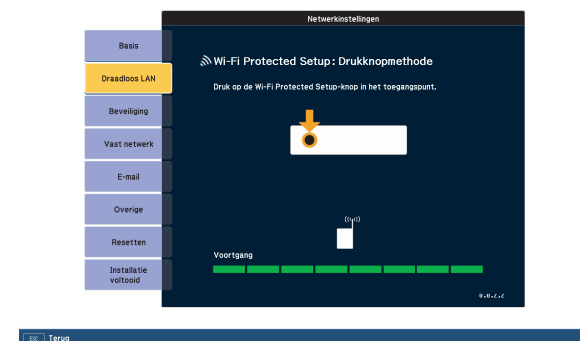 Netwerkinstellingen
Basis
Draadloos LAN
Beveiliging
Vast netwerk
E-mail
Overige
Resetten
Installatie
voltooid
Wi-Fi Protected Setup: Drukknopmethode
Druk op de Wi-Fi Protected Setup-knop in het toegangspunt.
Voortgang
ESC Terug